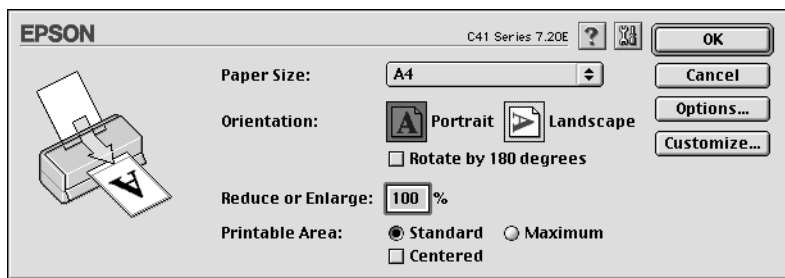 EPSON C41 Series 7.20E ? OK
Paper Size: A4 Cancel
Options...
Orientation: A Portrait A Landscape
Customize...
Rotate by 180 degrees
A
Reduce or Enlarge: 100 %
Printable Area: Standard Maximum
Centered